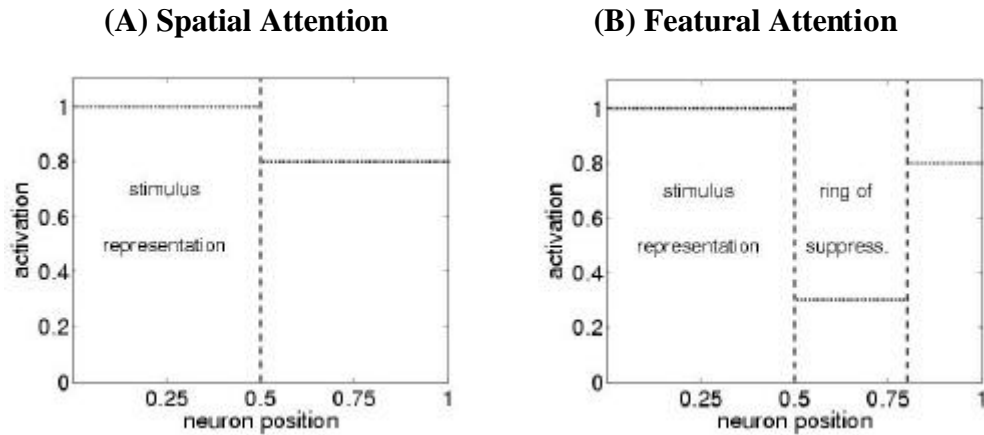 (A) Spatial Attention
1
0.8
0.6
0.4
0.2
0
activation
stimulus
representation
0.25
0.5
0.75
1
neuron position
(B) Featural Attention
1
0.8
0.6
0.4
0.2
0
activation
stimulus
representation
ring of
suppress.
0.25
0.5
0.75
1
neuron position